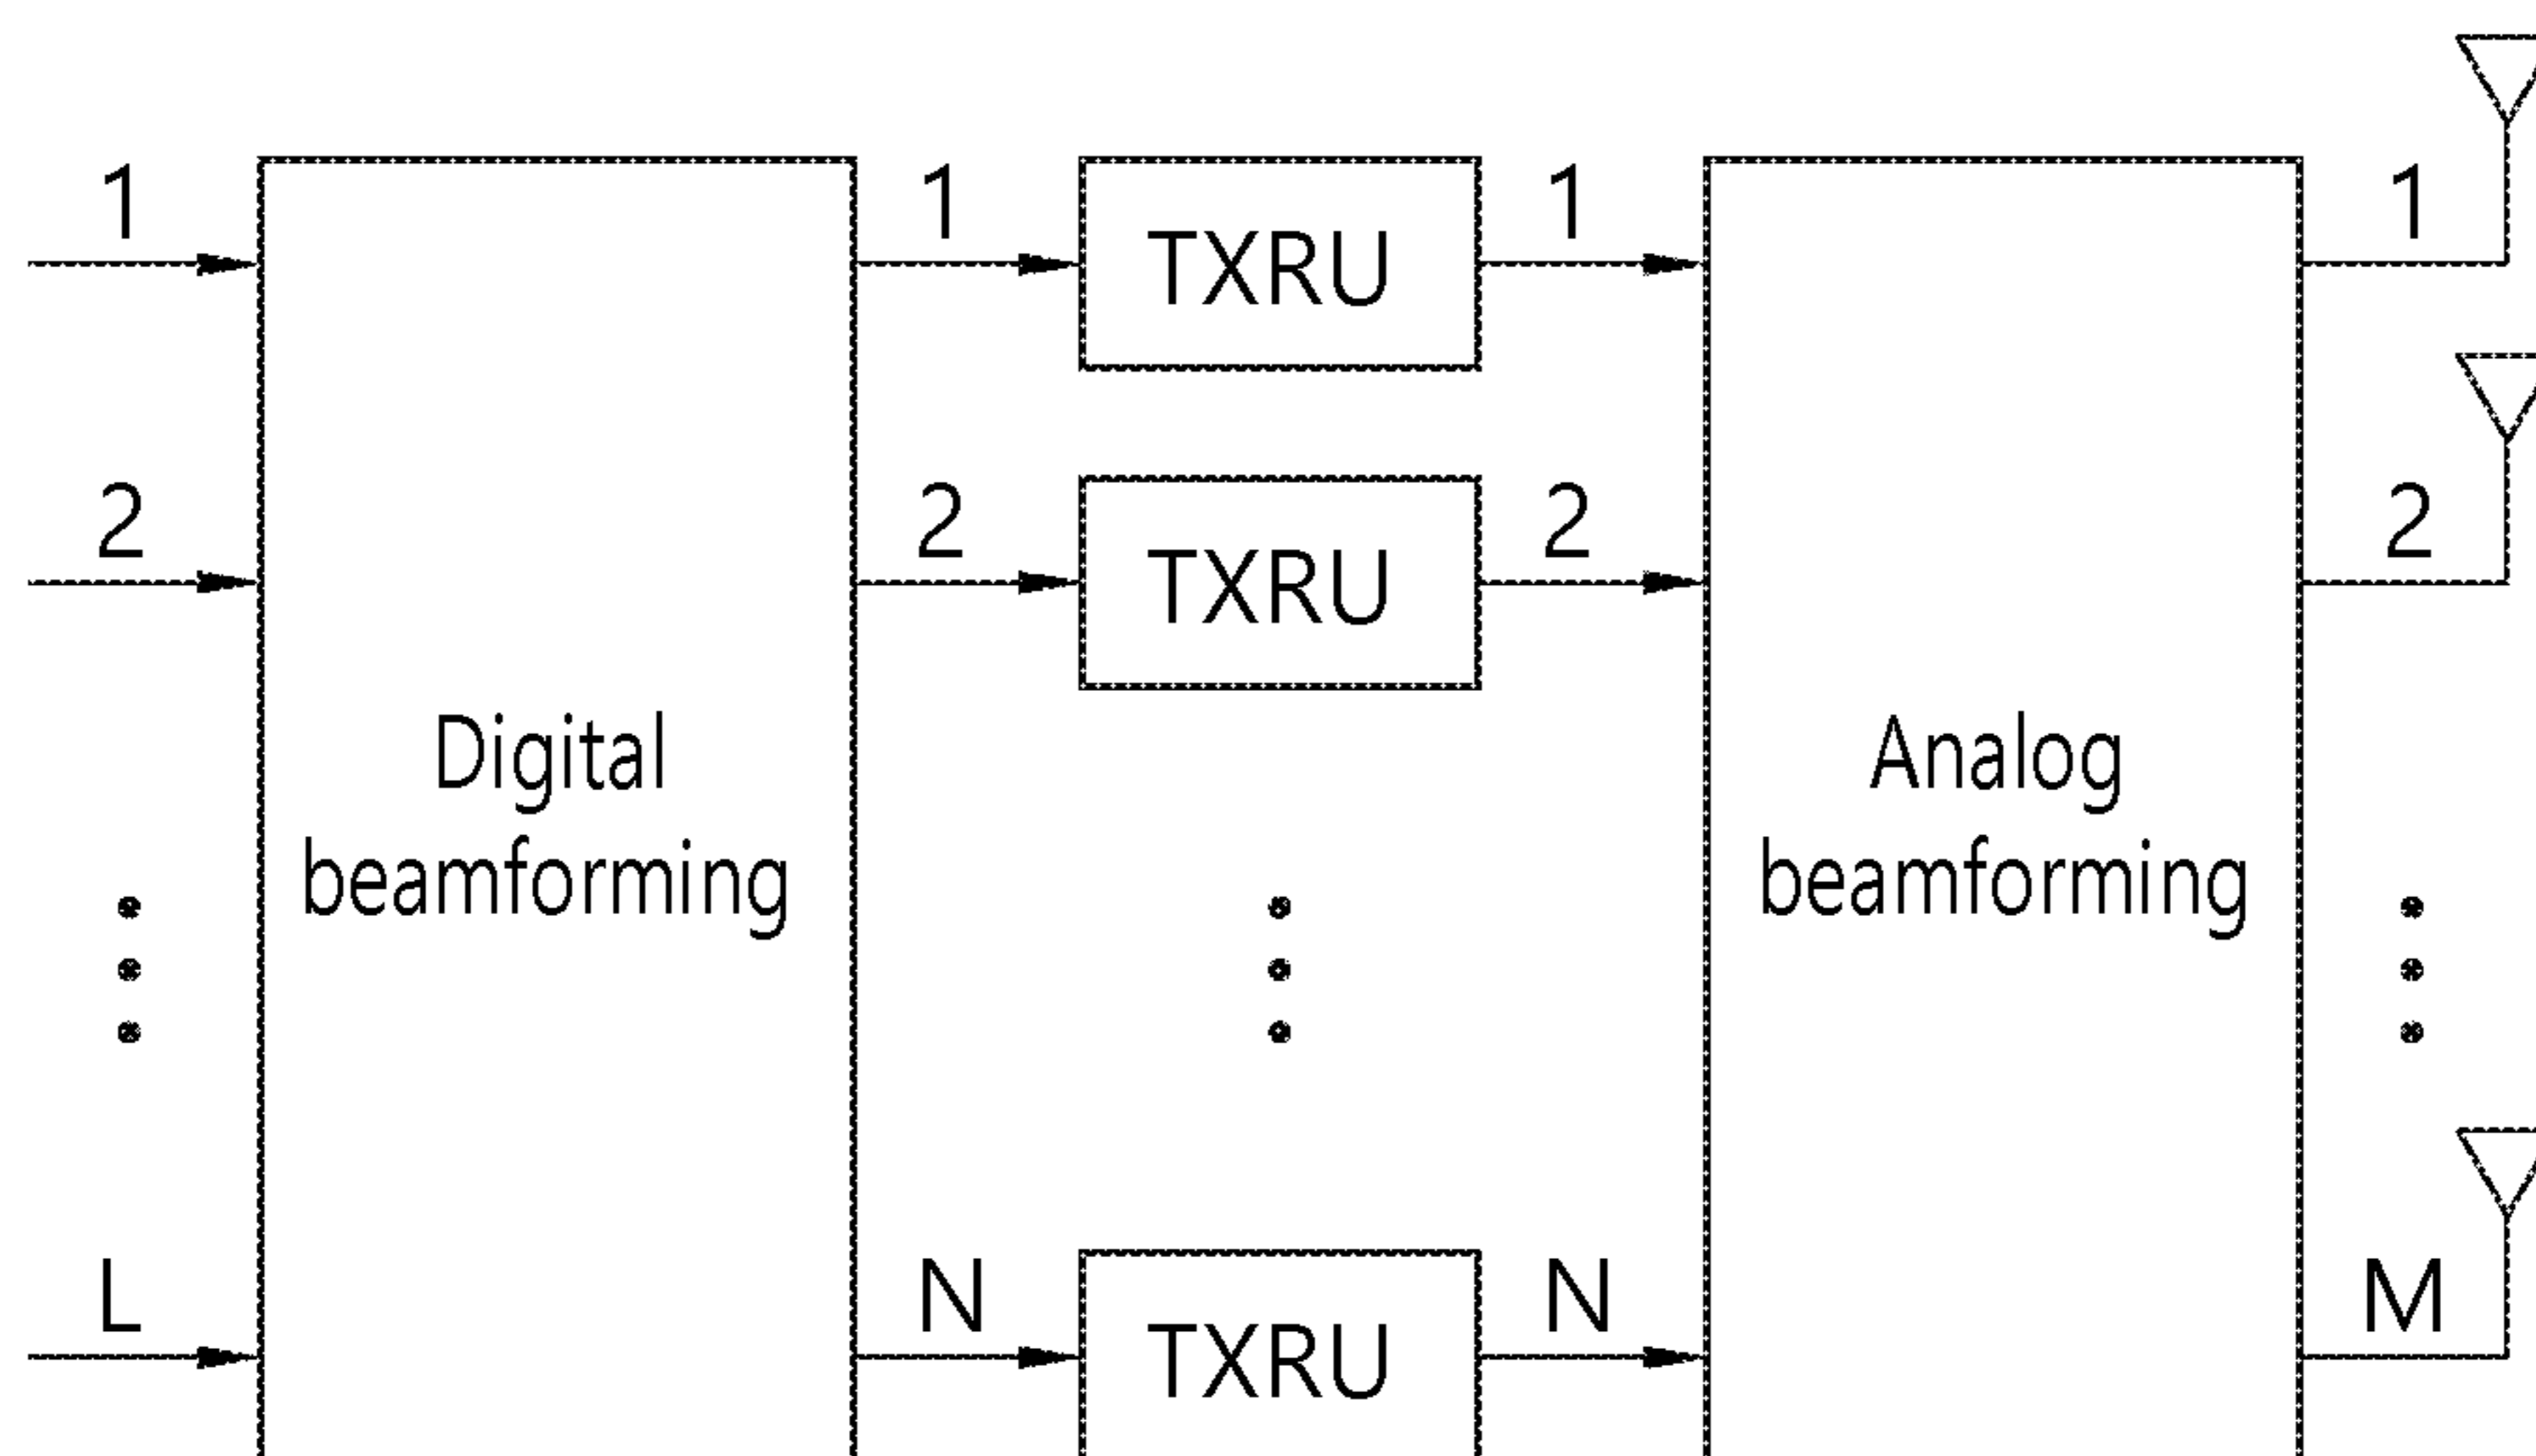 1 1 1 1
TXRU
2 2 2 2
TXRU
Digital
beamforming
Analog
beamforming
L N N M
TXRU